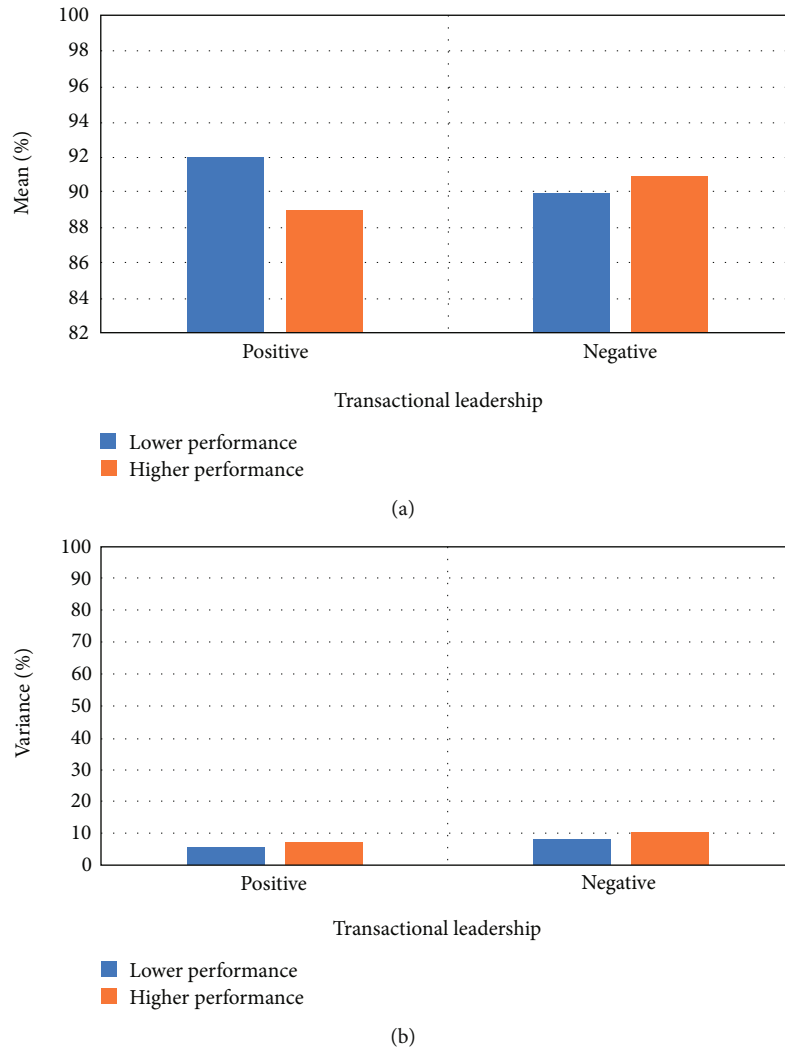 100
98
96
94
92
90
88
86
84
82
Mean (%)
Positive
Negative
Transactional leadership
Lower performance
Higher performance
(a)
100
90
80
70
60
50
40
30
20
10
0
Variance (%)
Positive
Negative
Transactional leadership
Lower performance
Higher performance
(b)